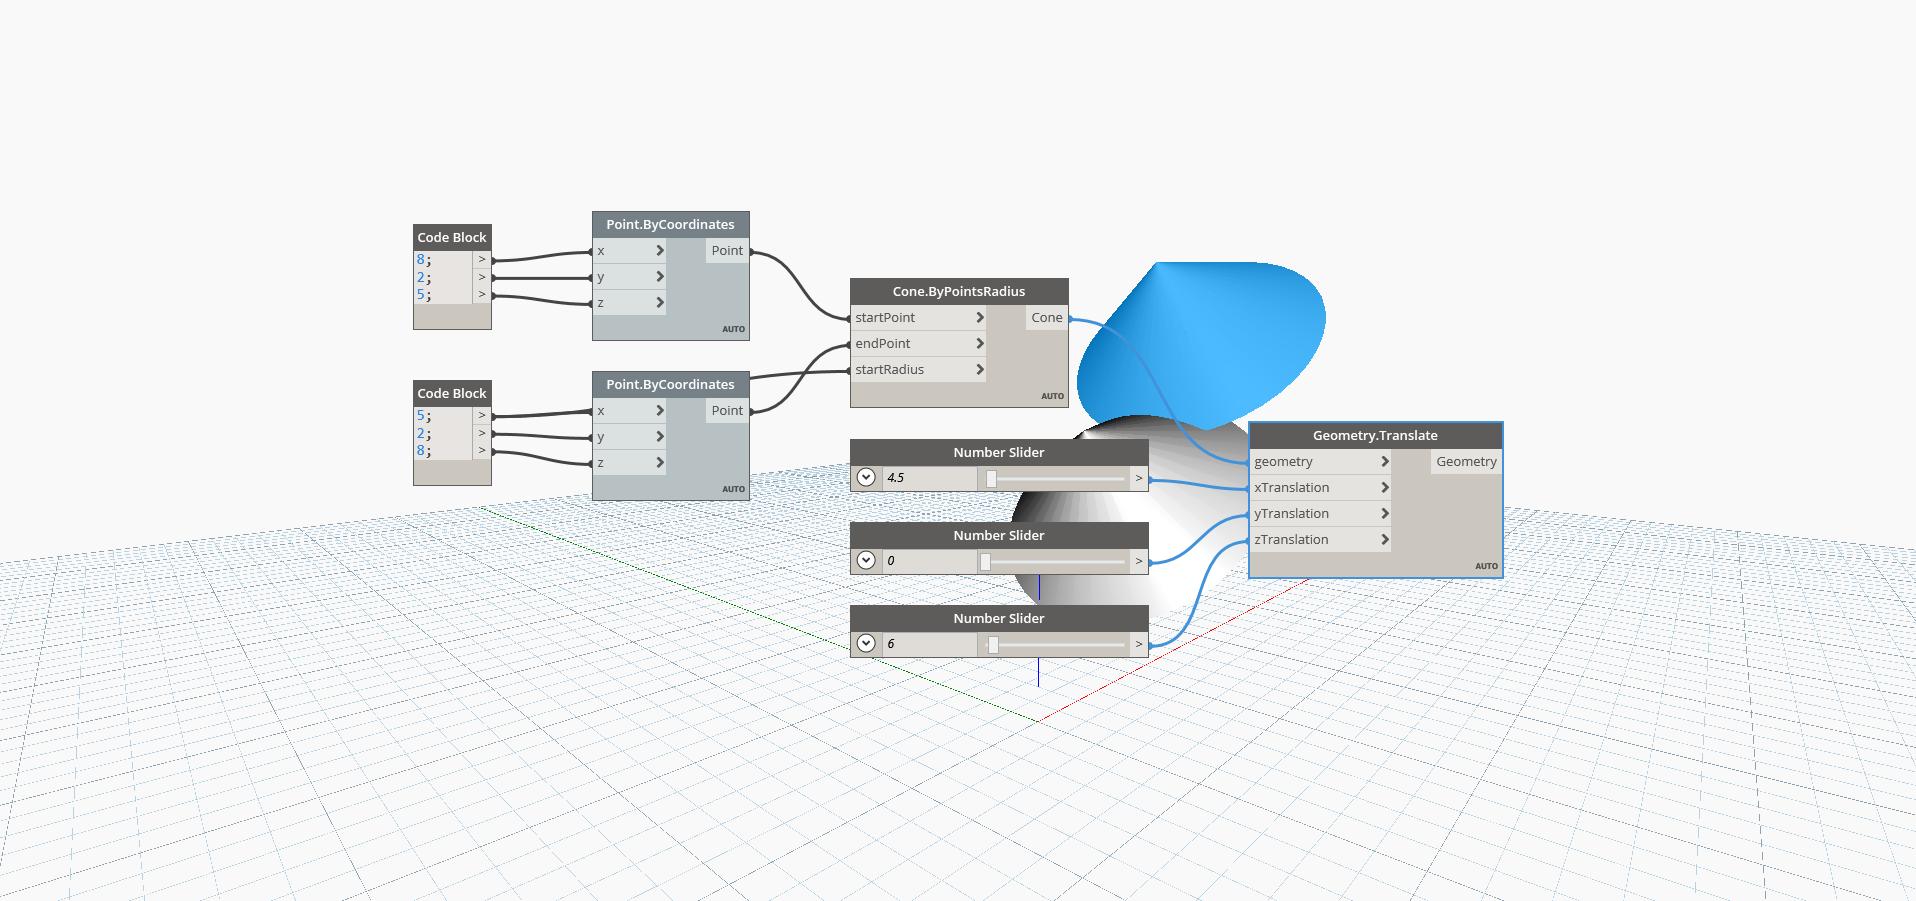 Code Block
8; >
2; >
5; >
Point.ByCoordinates
x > Point
y >
z >
AUTO
Code Block
5; >
2; >
8; >
Point.ByCoordinates
x > Point
y >
z >
AUTO
Cone.ByPointsRadius
startPoint > Cone
endPoint >
startRadius >
AUTO
Number Slider
4.5 >
Number Slider
0 >
Number Slider
6 >
Geometry.Translate
geometry > Geometry
xTranslation >
yTranslation >
zTranslation >
AUTO